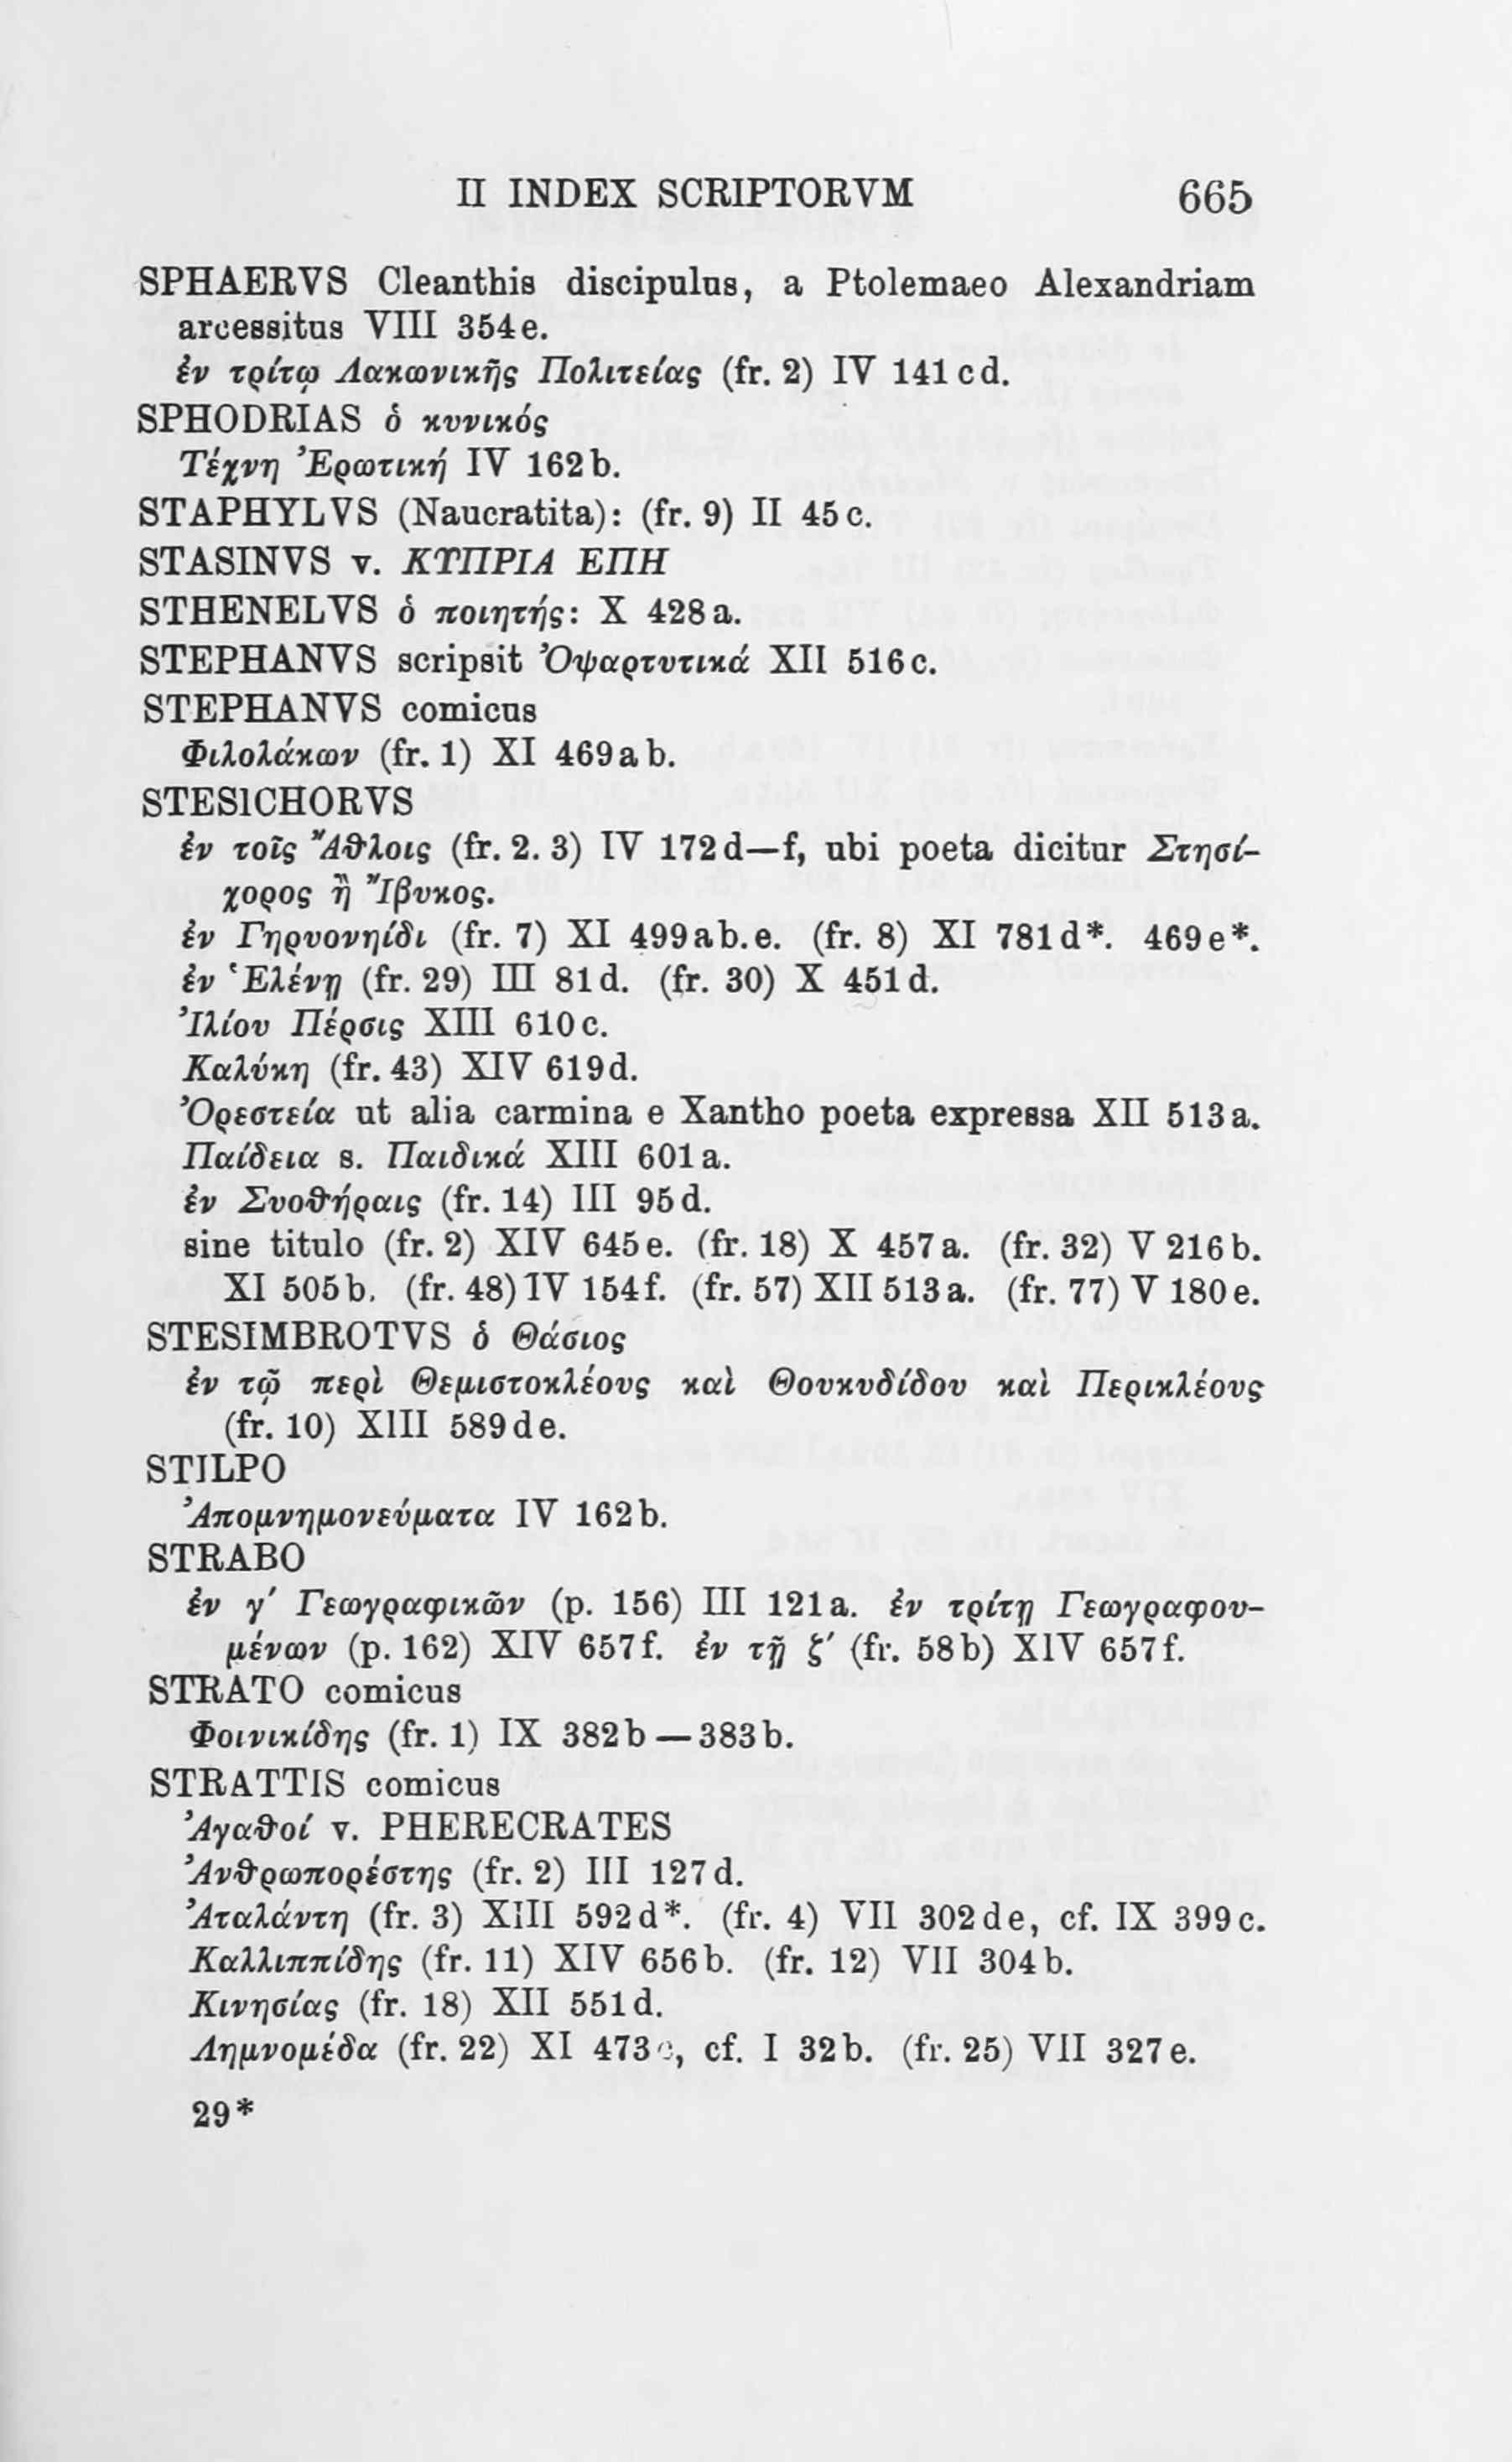 II INDEX SCRIPTORVM 665
SPHAERVS Cleanthis discipulus, a Ptolemaeo Alexandriam
arcessitus VIII 354e.
ἐν τρίτῳ Λακωνικῆς Πολιτείας (fr. 2) IV 141cd.
SPHODRIAS ὁ κυνικός
Τέχνη Ἐρωτική IV 162b.
STAPHYLVS (Naucratita): (fr. 9) II 45c.
STASINVS v. ΚΥΠΡΙΑ ΕΠΗ
STHENELVS ὁ ποιητής: X 428a.
STEPHANVS scripsit Ὀψαρτυτικά XII 516c.
STEPHANVS comicus
Φιλολάκων (fr. 1) XI 469ab.
STESICHORVS
ἐν τοῖς Ἄθλοις (fr. 2. 3) IV 172d—f, ubi poeta dicitur Στησί-
χορος ἢ Ἴβυκος.
ἐν Γηρυονηίδι (fr. 7) XI 499ab.e. (fr. 8) XI 781d*. 469e*.
ἐν Ἑλένῃ (fr. 29) III 81d. (fr. 30) X 451d.
Ἰλίου Πέρσις XIII 610c.
Καλύκη (fr. 43) XIV 619d.
Ὀρεστεία ut alia carmina e Xantho poeta expressa XII 513a.
Παίδεια s. Παιδικά XIII 601a.
ἐν Συοθήραις (fr. 14) III 95d.
sine titulo (fr. 2) XIV 645e. (fr. 18) X 457a. (fr. 32) V 216b.
XI 505b. (fr. 48) IV 154f. (fr. 57) XII 513a. (fr. 77) V 180e.
STESIMBROTVS ὁ Θάσιος
ἐν τῷ περὶ Θεμιστοκλέους καὶ Θουκυδίδου καὶ Περικλέους
(fr. 10) XIII 589de.
STILPO
Ἀπομνημονεύματα IV 162b.
STRABO
ἐν γ′ Γεωγραφικῶν (p. 156) III 121a. ἐν τρίτῃ Γεωγραφου-
μένων (p. 162) XIV 657f. ἐν τῇ ζ′ (fr. 58b) XIV 657f.
STRATO comicus
Φοινικίδης (fr. 1) IX 382b—383b.
STRATTIS comicus
Ἀγαθοί v. PHERECRATES
Ἀνθρωπορέστης (fr. 2) III 127d.
Ἀταλάντη (fr. 3) XIII 592d*. (fr. 4) VII 302de, cf. IX 399c.
Καλλιππίδης (fr. 11) XIV 656b. (fr. 12) VII 304b.
Κινησίας (fr. 18) XII 551d.
Λημνομέδα (fr. 22) XI 473c, cf. I 32b. (fr. 25) VII 327e.
29*